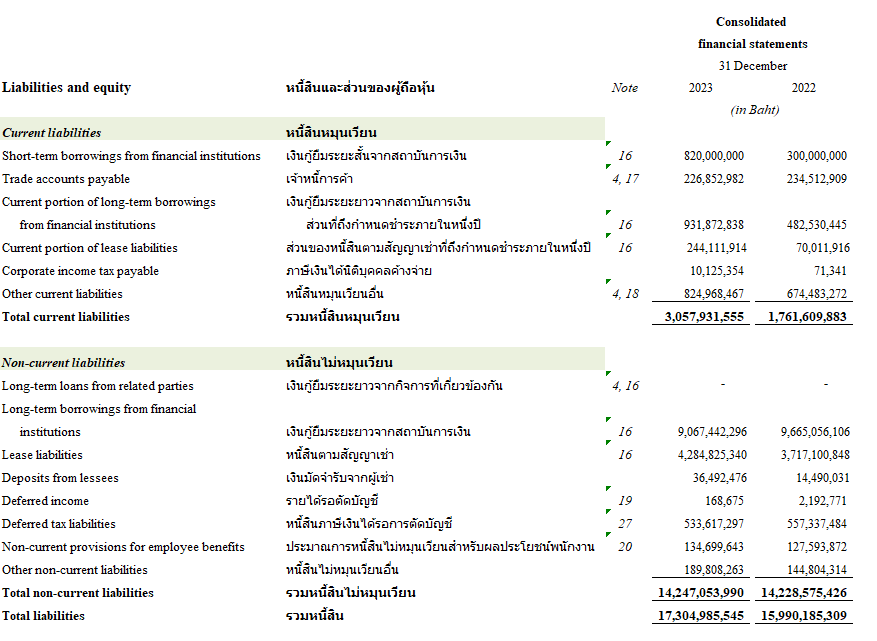 Consolidated
financial statements
31 December
Liabilities and equity หนี้สินและส่วนของผู้ถือหุ้น Note 2023 2022
(in Baht)
Current liabilities หนี้สินหมุนเวียน
Short-term borrowings from financial institutions เงินกู้ยืมระยะสั้นจากสถาบันการเงิน 16 820,000,000 300,000,000
Trade accounts payable เจ้าหนี้การค้า 4, 17 226,852,982 234,512,909
Current portion of long-term borrowings เงินกู้ยืมระยะยาวจากสถาบันการเงิน
from financial institutions ส่วนที่ถึงกำหนดชำระภายในหนึ่งปี 16 931,872,838 482,530,445
Current portion of lease liabilities ส่วนของหนี้สินตามสัญญาเช่าที่ถึงกำหนดชำระภายในหนึ่งปี 16 244,111,914 70,011,916
Corporate income tax payable ภาษีเงินได้นิติบุคคลค้างจ่าย 10,125,354 71,341
Other current liabilities หนี้สินหมุนเวียนอื่น 4, 18 824,968,467 674,483,272
Total current liabilities รวมหนี้สินหมุนเวียน 3,057,931,555 1,761,609,883
Non-current liabilities หนี้สินไม่หมุนเวียน
Long-term loans from related parties เงินกู้ยืมระยะยาวจากกิจการที่เกี่ยวข้องกัน 4, 16 - -
Long-term borrowings from financial
institutions เงินกู้ยืมระยะยาวจากสถาบันการเงิน 16 9,067,442,296 9,665,056,106
Lease liabilities หนี้สินตามสัญญาเช่า 16 4,284,825,340 3,717,100,848
Deposits from lessees เงินมัดจำรับจากผู้เช่า 36,492,476 14,490,031
Deferred income รายได้รอตัดบัญชี 19 168,675 2,192,771
Deferred tax liabilities หนี้สินภาษีเงินได้รอการตัดบัญชี 27 533,617,297 557,337,484
Non-current provisions for employee benefits ประมาณการหนี้สินไม่หมุนเวียนสำหรับผลประโยชน์พนักงาน 20 134,699,643 127,593,872
Other non-current liabilities หนี้สินไม่หมุนเวียนอื่น 189,808,263 144,804,314
Total non-current liabilities รวมหนี้สินไม่หมุนเวียน 14,247,053,990 14,228,575,426
Total liabilities รวมหนี้สิน 17,304,985,545 15,990,185,309